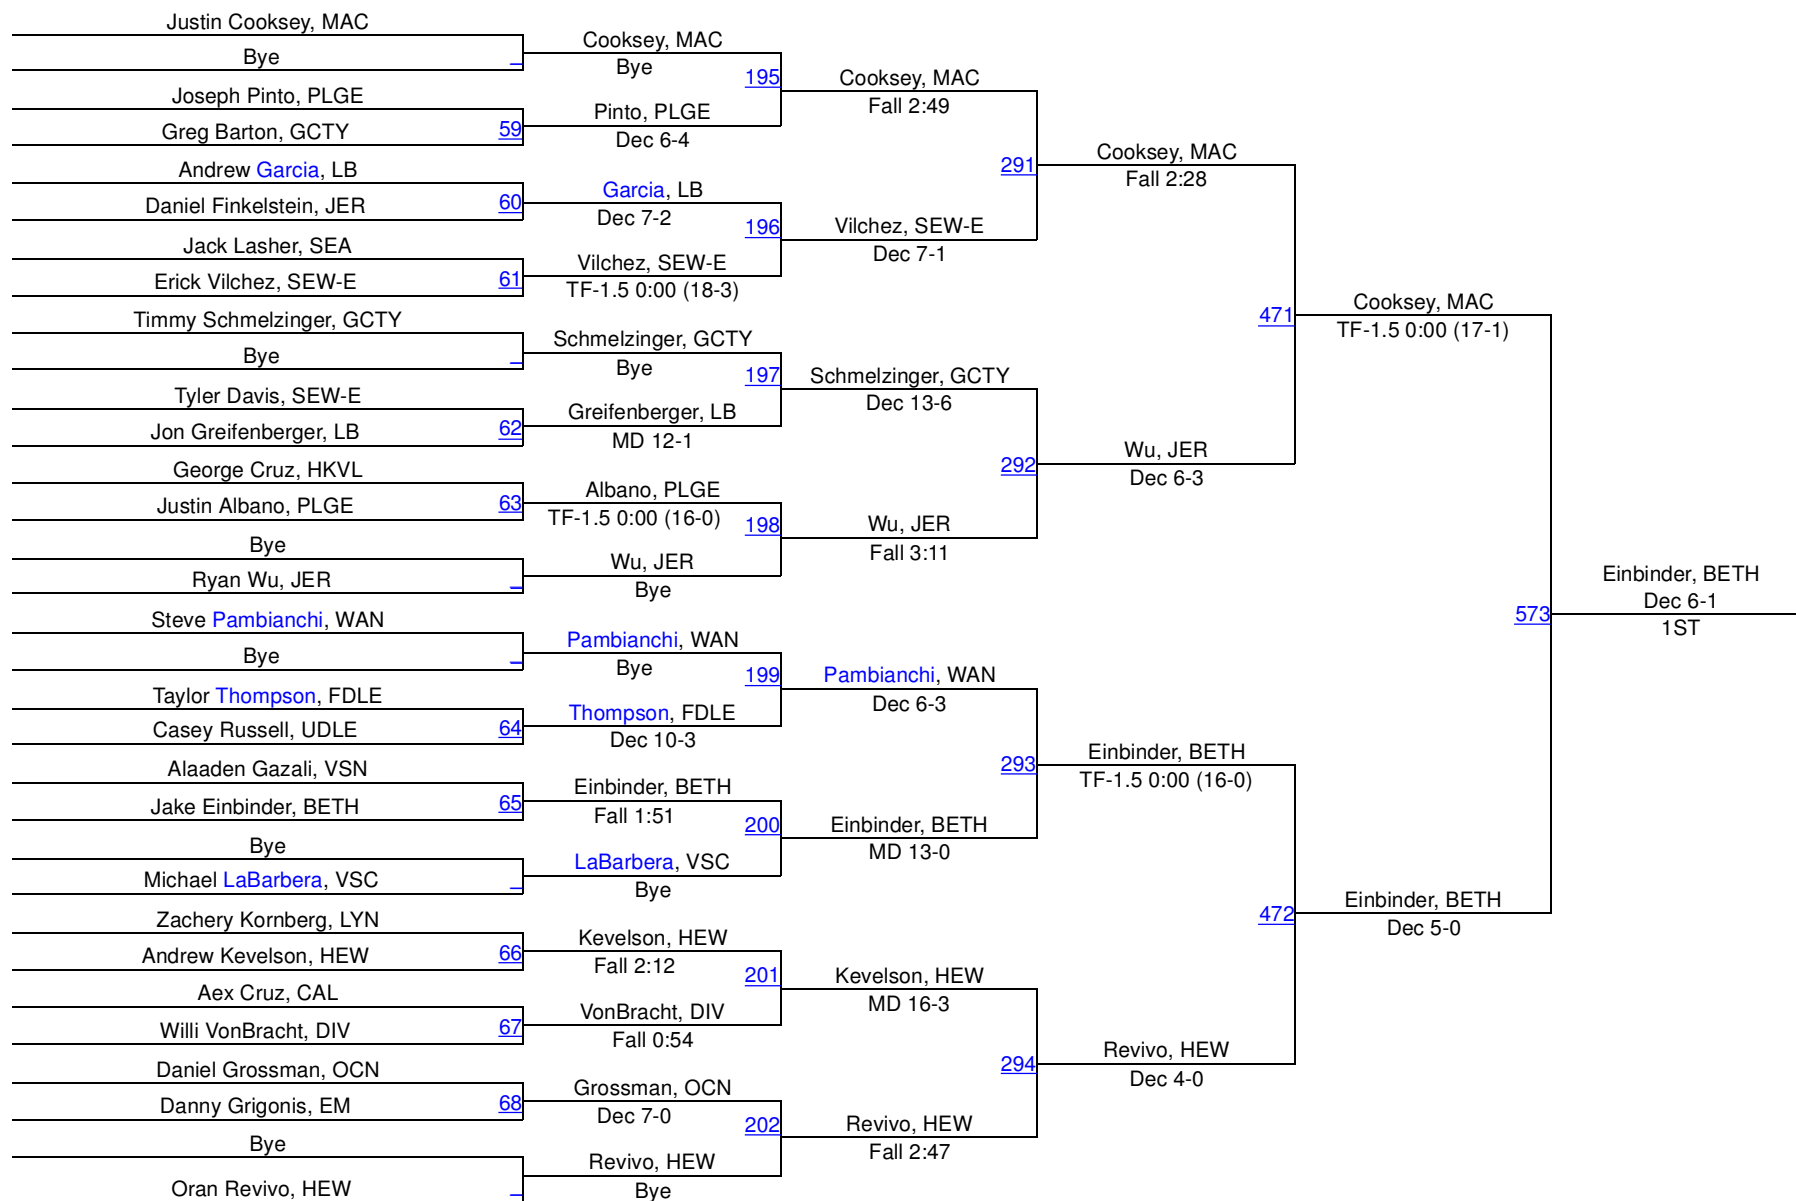 Justin Cooksey, MAC
Bye
Joseph Pinto, PLGE
Greg Barton, GCTY
59
Andrew Garcia, LB
Daniel Finkelstein, JER
60
Jack Lasher, SEA
Erick Vilchez, SEW-E
61
Timmy Schmelzinger, GCTY
Bye
Tyler Davis, SEW-E
Jon Greifenberger, LB
62
George Cruz, HKVL
Justin Albano, PLGE
63
Bye
Ryan Wu, JER
Steve Pambianchi, WAN
Bye
Taylor Thompson, FDLE
Casey Russell, UDLE
64
Alaaden Gazali, VSN
Jake Einbinder, BETH
65
Bye
Michael LaBarbera, VSC
Zachery Kornberg, LYN
Andrew Kevelson, HEW
66
Aex Cruz, CAL
Willi VonBracht, DIV
67
Daniel Grossman, OCN
Danny Grigonis, EM
68
Bye
Oran Revivo, HEW
Cooksey, MAC
Bye
195
Pinto, PLGE
Dec 6-4
Garcia, LB
Dec 7-2
196
Vilchez, SEW-E
TF-1.5 0:00 (18-3)
Schmelzinger, GCTY
Bye
197
Greifenberger, LB
MD 12-1
Albano, PLGE
TF-1.5 0:00 (16-0)
198
Wu, JER
Bye
Pambianchi, WAN
Bye
199
Thompson, FDLE
Dec 10-3
Einbinder, BETH
Fall 1:51
200
LaBarbera, VSC
Bye
Kevelson, HEW
Fall 2:12
201
VonBracht, DIV
Fall 0:54
Grossman, OCN
Dec 7-0
202
Revivo, HEW
Bye
Cooksey, MAC
Fall 2:49
291
Vilchez, SEW-E
Dec 7-1
Schmelzinger, GCTY
Dec 13-6
292
Wu, JER
Fall 3:11
Pambianchi, WAN
Dec 6-3
293
Einbinder, BETH
MD 13-0
Kevelson, HEW
MD 16-3
294
Revivo, HEW
Fall 2:47
Cooksey, MAC
Fall 2:28
471
Wu, JER
Dec 6-3
Einbinder, BETH
TF-1.5 0:00 (16-0)
472
Revivo, HEW
Dec 4-0
Cooksey, MAC
TF-1.5 0:00 (17-1)
573
Einbinder, BETH
Dec 5-0
Einbinder, BETH
Dec 6-1
1ST